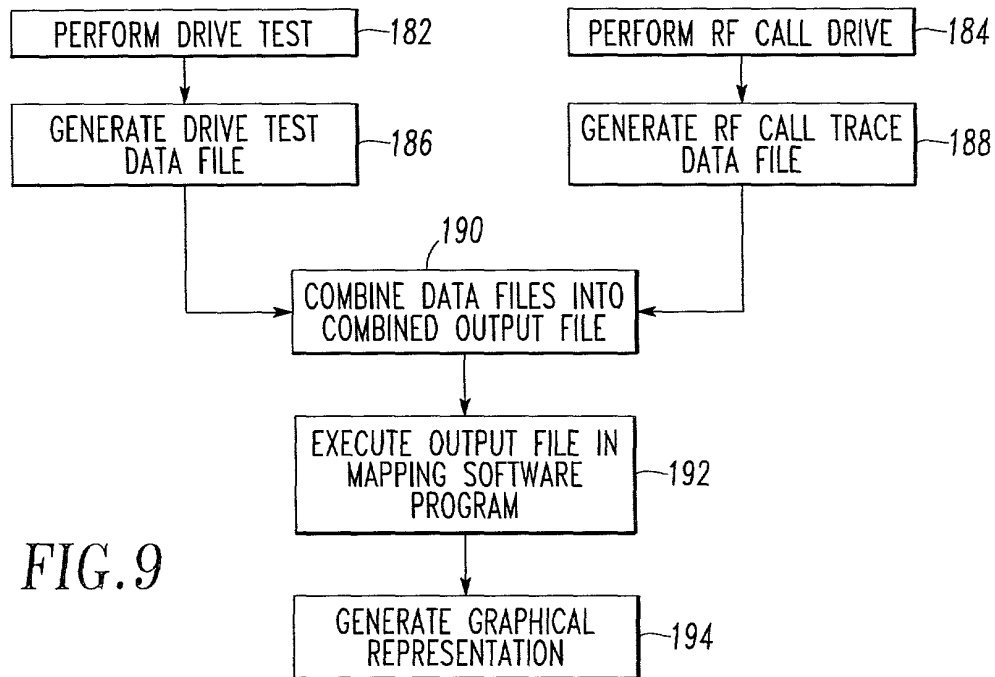 PERFORM DRIVE TEST
182
PERFORM RF CALL DRIVE
184
GENERATE DRIVE TEST
DATA FILE
186
GENERATE RF CALL TRACE
DATA FILE
188
190
COMBINE DATA FILES INTO
COMBINED OUTPUT FILE
EXECUTE OUTPUT FILE IN
MAPPING SOFTWARE
PROGRAM
192
FIG.9
GENERATE GRAPHICAL
REPRESENTATION
194